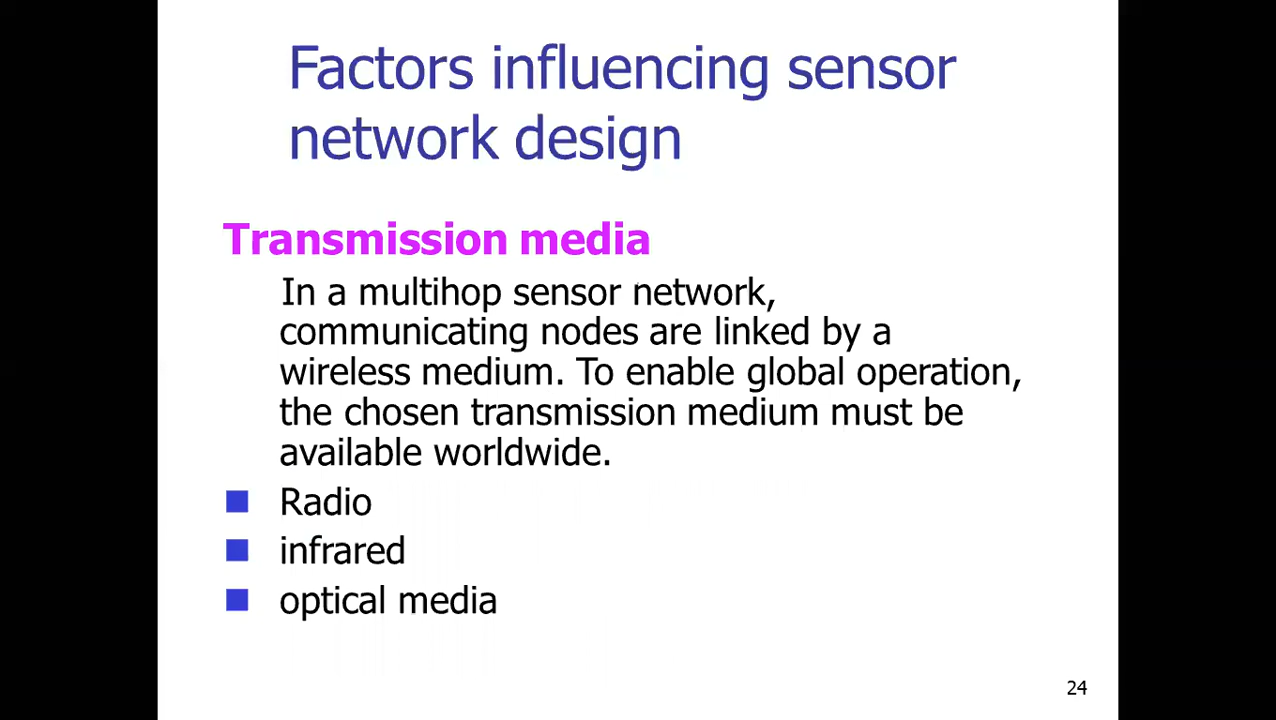 Factors influencing sensor
network design
Transmission media
In a multihop sensor network,
communicating nodes are linked by a
wireless medium. To enable global operation,
the chosen transmission medium must be
available worldwide.
Radio
infrared
optical media
24